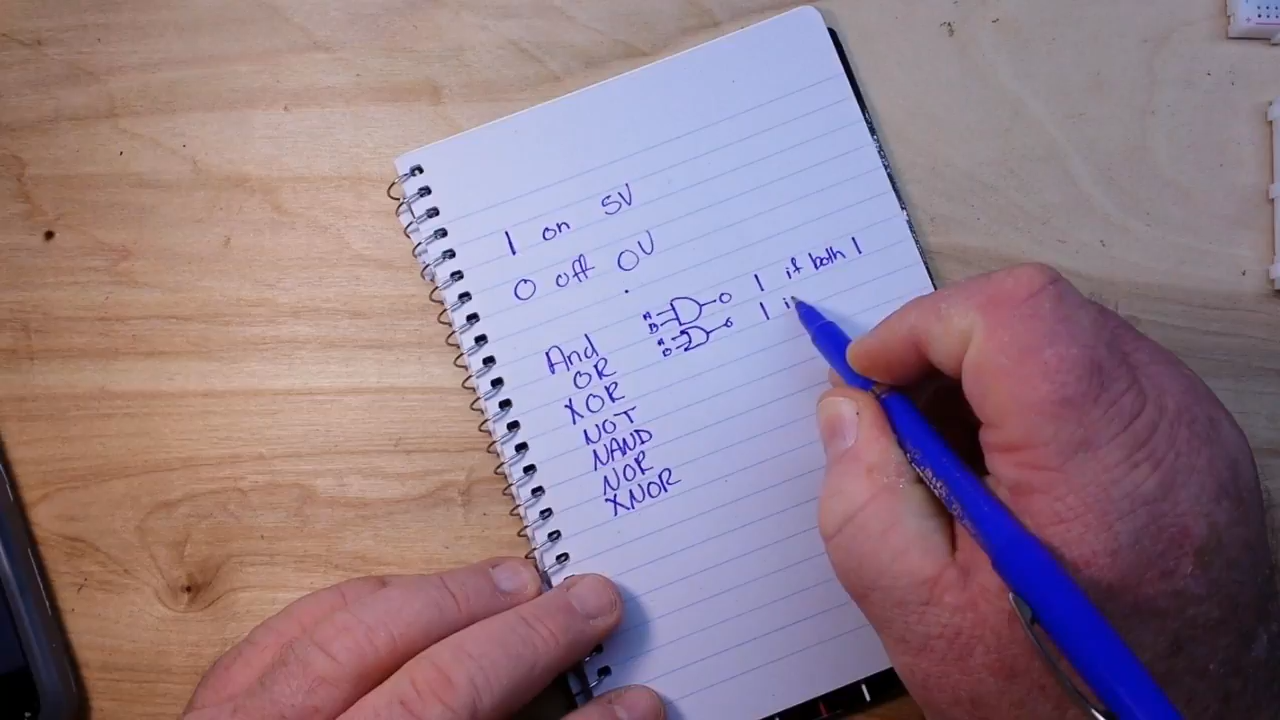 1 on 5V
0 off 0V
A
B
O
1 if both 1
A
B
O
1 i
And
OR
XOR
NOT
NAND
NOR
XNOR